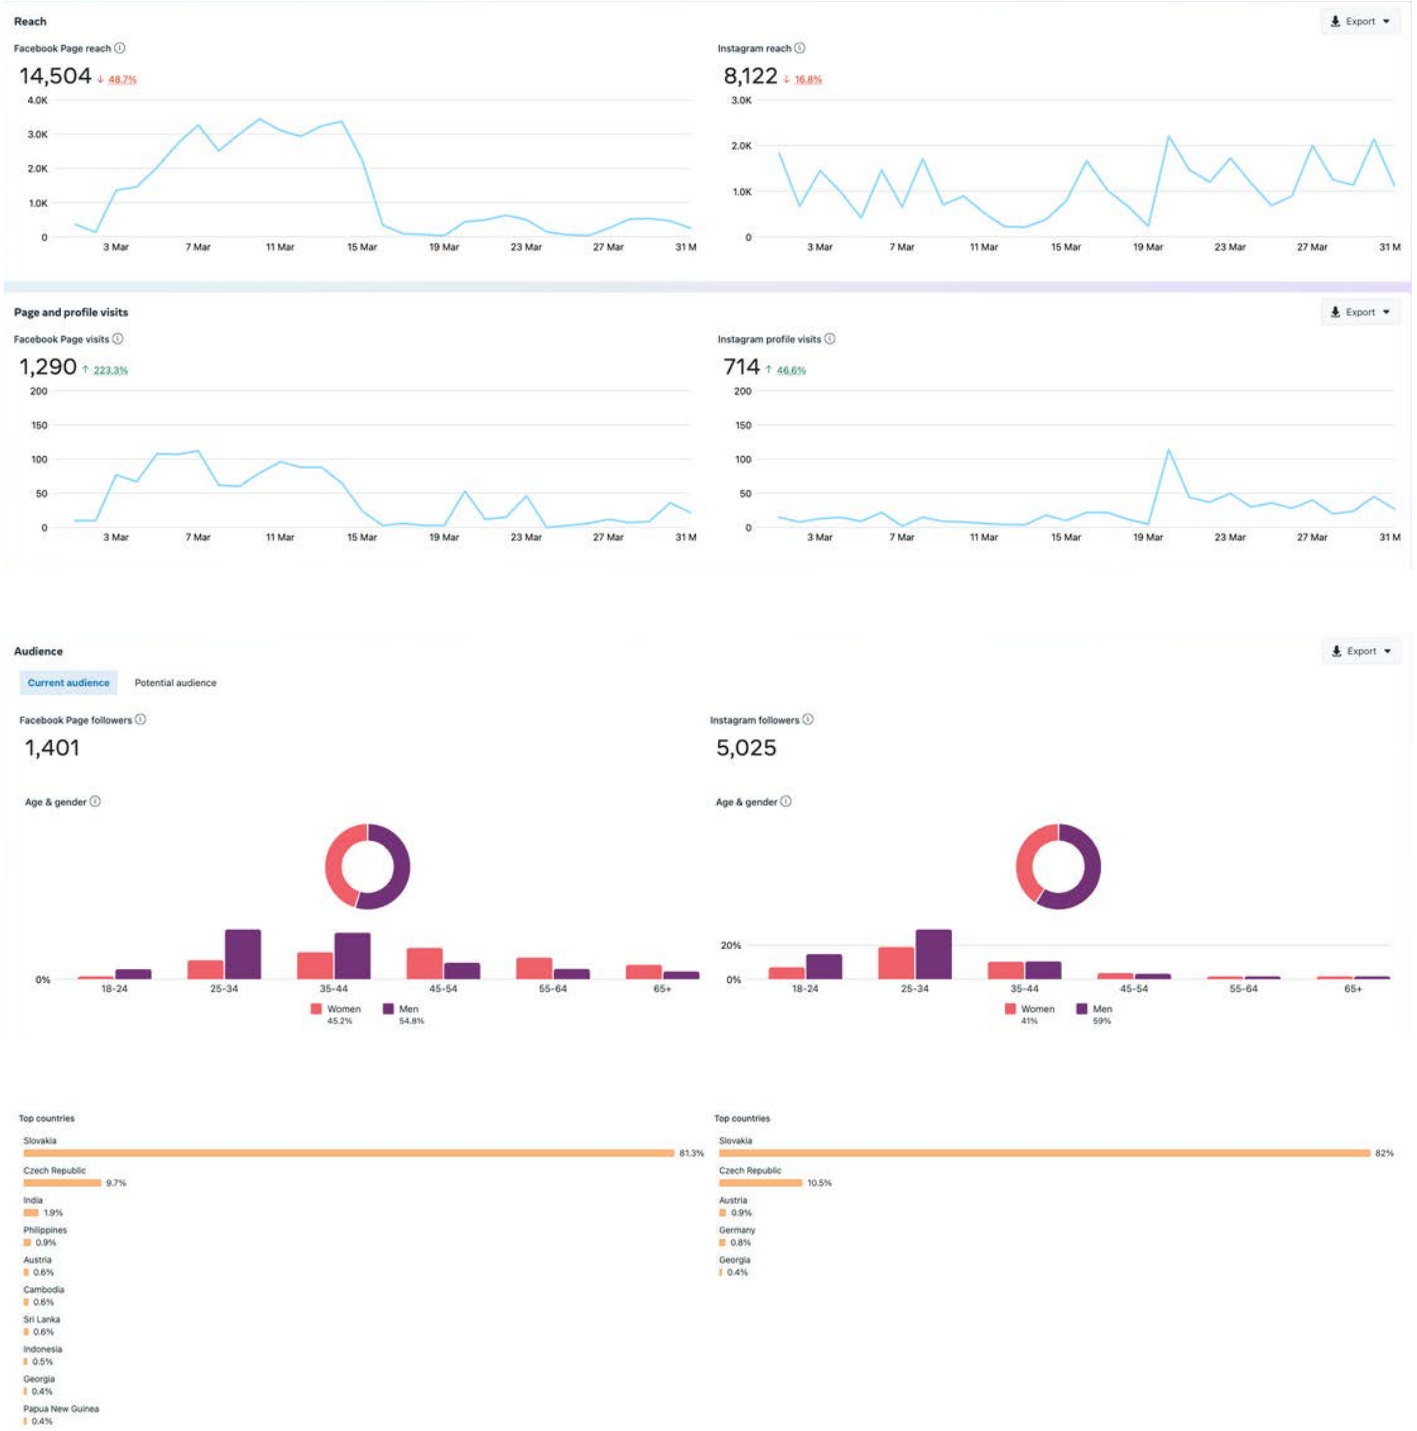 Reach
Export
Facebook Page reach
14,504 ↓ 48.7%
4.0K
3.0K
2.0K
1.0K
0
3 Mar 7 Mar 11 Mar 15 Mar 19 Mar 23 Mar 27 Mar 31 M
Instagram reach
8,122 ↓ 16.8%
3.0K
2.0K
1.0K
0
3 Mar 7 Mar 11 Mar 15 Mar 19 Mar 23 Mar 27 Mar 31 M
Page and profile visits
Export
Facebook Page visits
1,290 ↑ 223.3%
200
150
100
50
0
3 Mar 7 Mar 11 Mar 15 Mar 19 Mar 23 Mar 27 Mar 31 M
Instagram profile visits
714 ↑ 46.6%
200
150
100
50
0
3 Mar 7 Mar 11 Mar 15 Mar 19 Mar 23 Mar 27 Mar 31 M
Audience
Export
Current audience Potential audience
Facebook Page followers
1,401
Age & gender
0%
18-24 25-34 35-44 45-54 55-64 65+
Women Men
45.2% 54.8%
Instagram followers
5,025
Age & gender
20%
0%
18-24 25-34 35-44 45-54 55-64 65+
Women Men
41% 59%
Top countries
Slovakia
81.3%
Czech Republic
9.7%
India
1.9%
Philippines
0.9%
Austria
0.6%
Cambodia
0.6%
Sri Lanka
0.6%
Indonesia
0.5%
Georgia
0.4%
Papua New Guinea
0.4%
Top countries
Slovakia
82%
Czech Republic
10.5%
Austria
0.9%
Germany
0.8%
Georgia
0.4%